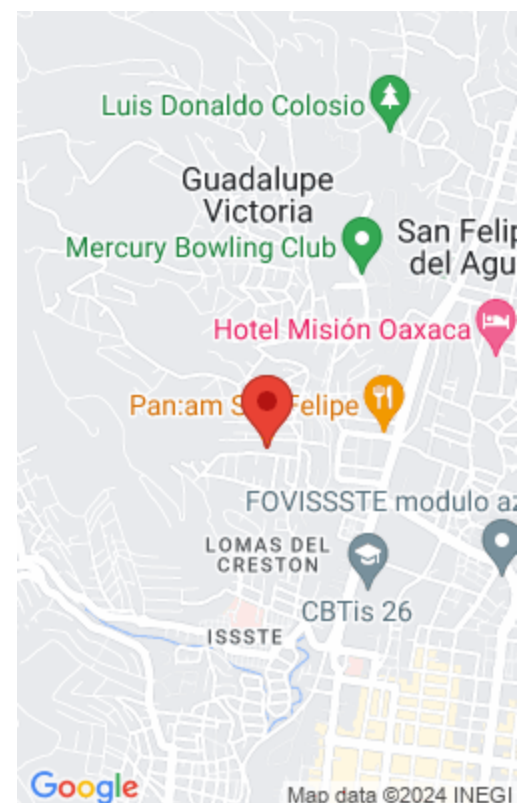 Luis Donaldo Colosio
Guadalupe
Victoria
Mercury Bowling Club
San Felip
del Agu
Hotel Misión Oaxaca
Pan:am S Felipe
FOVISSSTE modulo az
LOMAS DEL
CRESTON
CBTis 26
ISSSTE
Google
Map data ©2024 INEGI